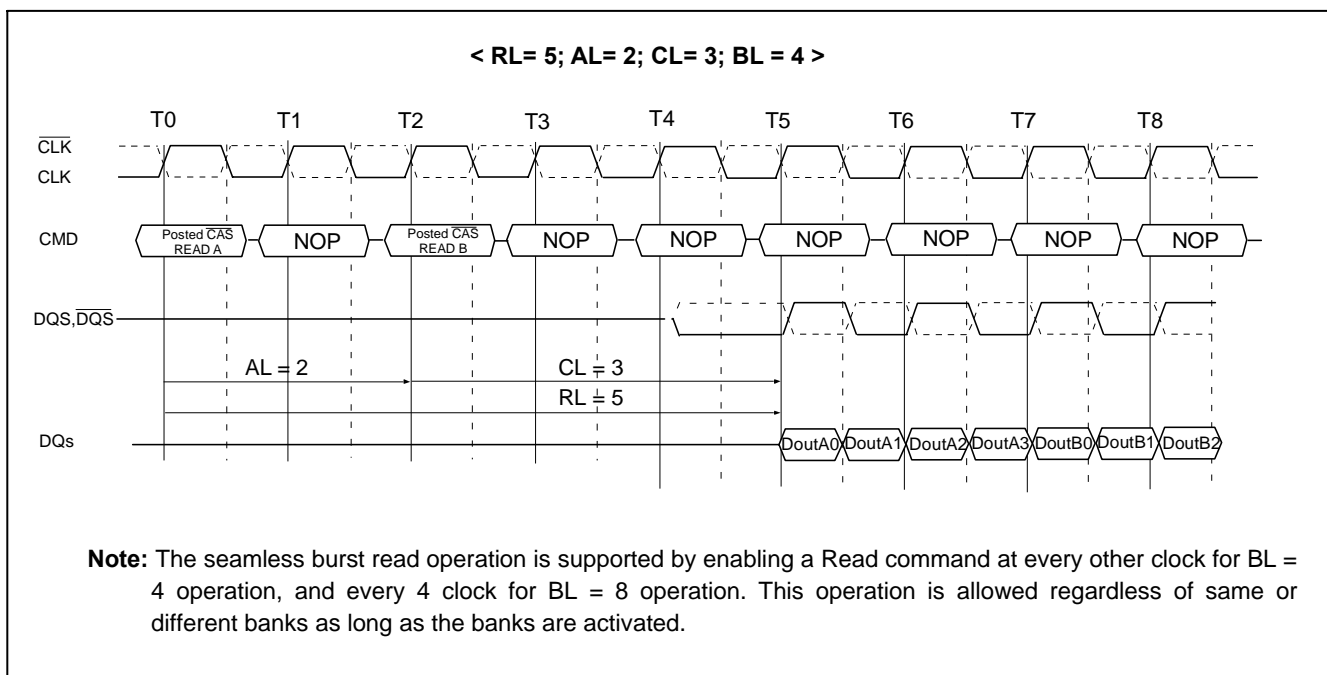 < RL= 5; AL= 2; CL= 3; BL = 4 >
T0 T1 T2 T3 T4 T5 T6 T7 T8
C̅L̅K̅
CLK
CMD Posted C̅A̅S̅ READ A NOP Posted C̅A̅S̅ READ B NOP NOP NOP NOP NOP NOP
DQS,D̅Q̅S̅
AL = 2 CL = 3
RL = 5
DQs DoutA0 DoutA1 DoutA2 DoutA3 DoutB0 DoutB1 DoutB2
Note: The seamless burst read operation is supported by enabling a Read command at every other clock for BL =
4 operation, and every 4 clock for BL = 8 operation. This operation is allowed regardless of same or
different banks as long as the banks are activated.